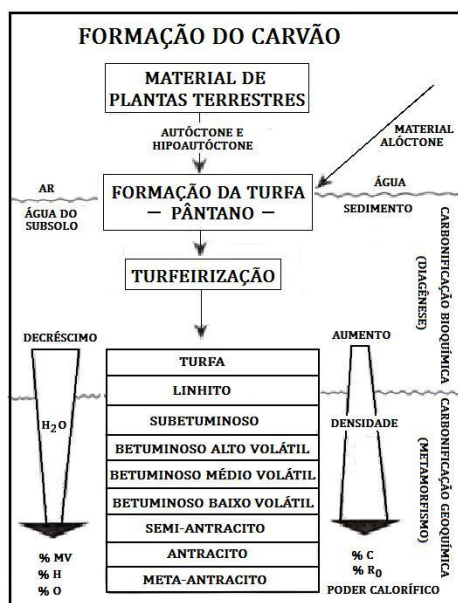 FORMAÇÃO DO CARVÃO
MATERIAL DE
PLANTAS TERRESTRES
AUTÓCTONE E
HIPOAUTÓCTONE
MATERIAL
ALÓCTONE
AR
ÁGUA DO
SUBSOLO
FORMAÇÃO DA TURFA
— PÂNTANO —
ÁGUA
SEDIMENTO
TURFEIRIZAÇÃO
CARBONIFICAÇÃO BIOQUÍMICA
(DIAGÊNESE)
DECRÉSCIMO
AUMENTO
TURFA
LINHITO
SUBETUMINOSO
BETUMINOSO ALTO VOLÁTIL
BETUMINOSO MÉDIO VOLÁTIL
BETUMINOSO BAIXO VOLÁTIL
SEMI-ANTRACITO
ANTRACITO
META-ANTRACITO
H2O
DENSIDADE
CARBONIFICAÇÃO GEOQUÍMICA
(METAMORFISMO)
% MV
% H
% O
% C
% R0
PODER CALORÍFICO